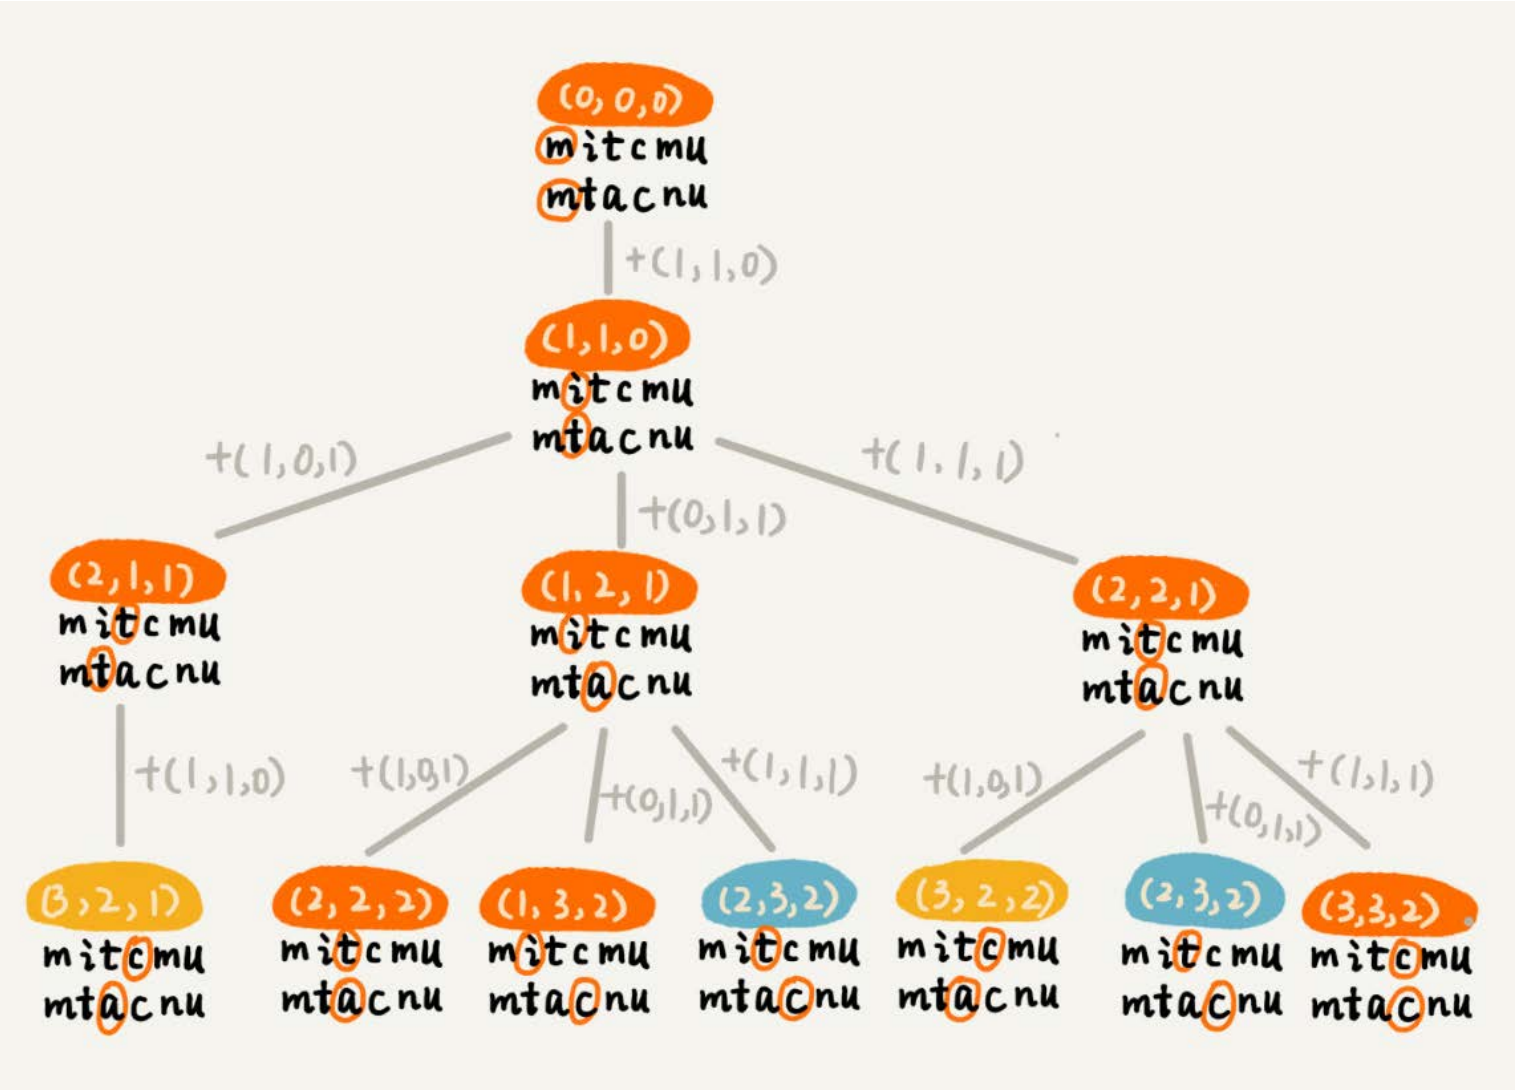 (0,0,0)
mitcmu
mtacnu
+(1,1,0)
(1,1,0)
mitcmu
mtacnu
+(1,0,1)
+(0,1,1)
+(1,1,1)
(2,1,1)
mitcmu
mtacnu
(1,2,1)
mitcmu
mtacnu
(2,2,1)
mitcmu
mtacnu
+(1,1,0)
+(1,0,1)
+(0,1,1)
+(1,1,1)
+(1,0,1)
+(0,1,1)
+(1,1,1)
(3,2,1)
mitcmu
mtacnu
(2,2,2)
mitcmu
mtacnu
(1,3,2)
mitcmu
mtacnu
(2,3,2)
mitcmu
mtacnu
(3,2,2)
mitcmu
mtacnu
(2,3,2)
mitcmu
mtacnu
(3,3,2)
mitcmu
mtacnu